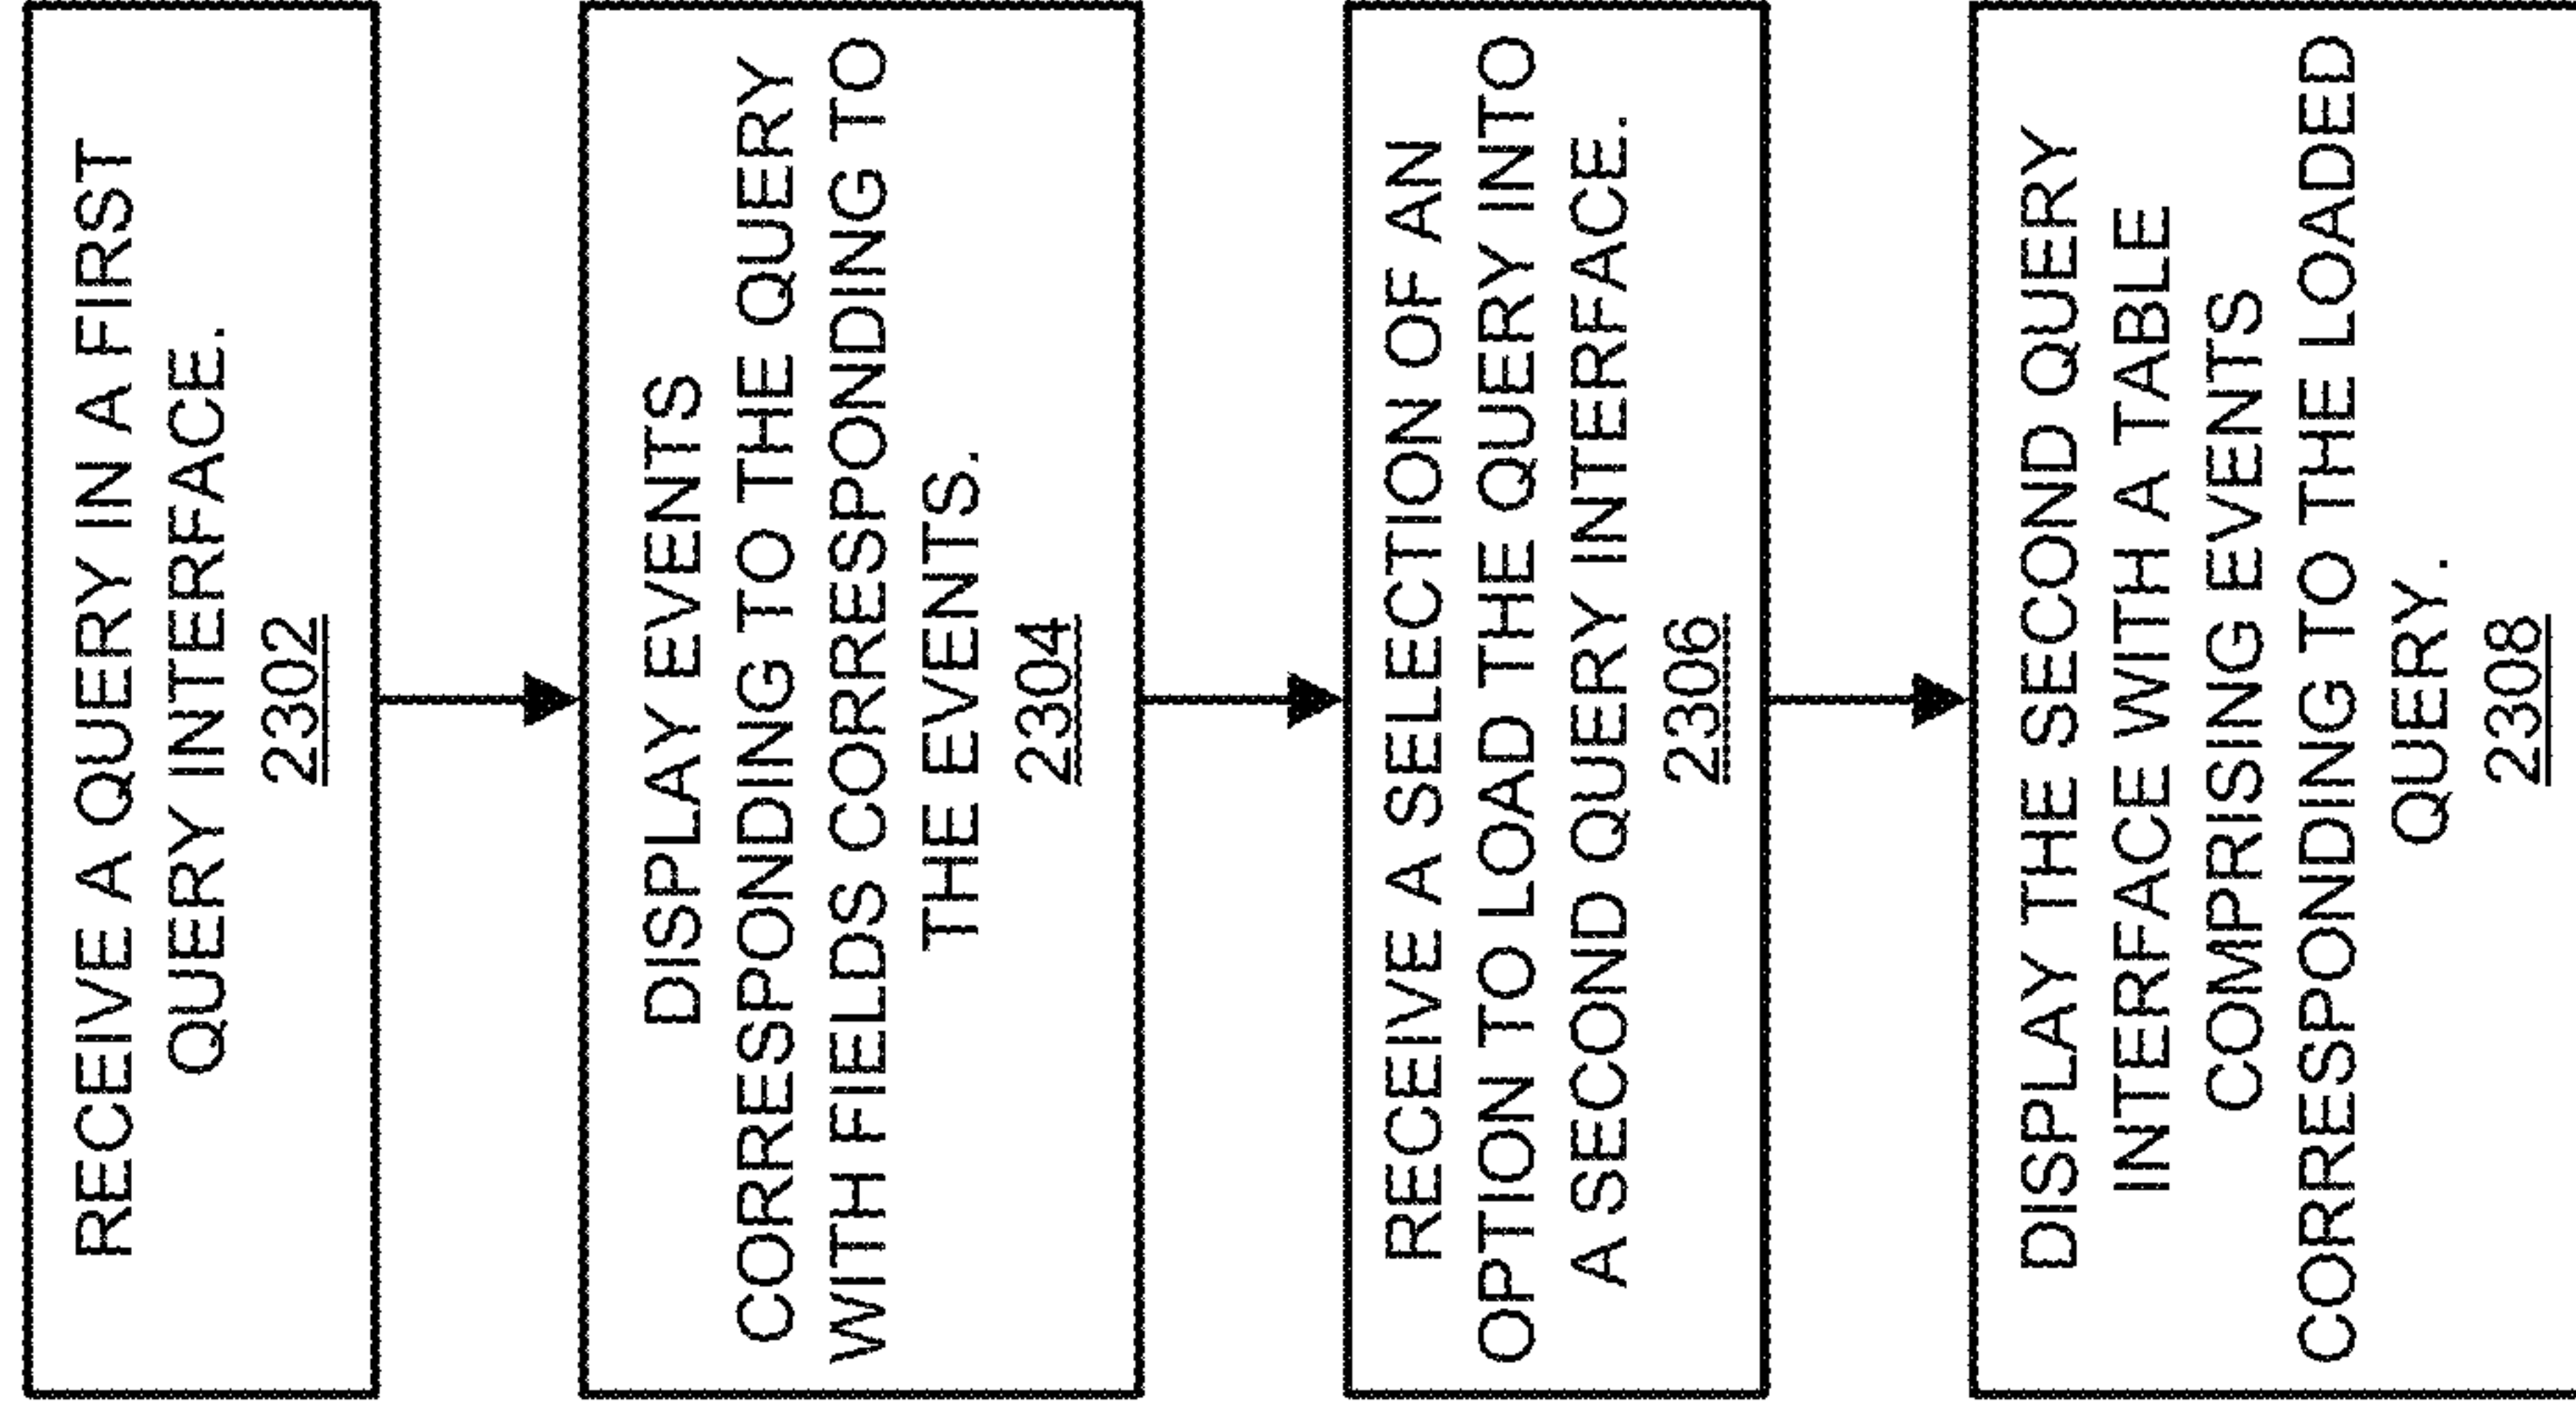 RECEIVE A QUERY IN A FIRST
QUERY INTERFACE.
2302
DISPLAY EVENTS
CORRESPONDING TO THE QUERY
WITH FIELDS CORRESPONDING TO
THE EVENTS.
2304
RECEIVE A SELECTION OF AN
OPTION TO LOAD THE QUERY INTO
A SECOND QUERY INTERFACE.
2306
DISPLAY THE SECOND QUERY
INTERFACE WITH A TABLE
COMPRISING EVENTS
CORRESPONDING TO THE LOADED
QUERY.
2308